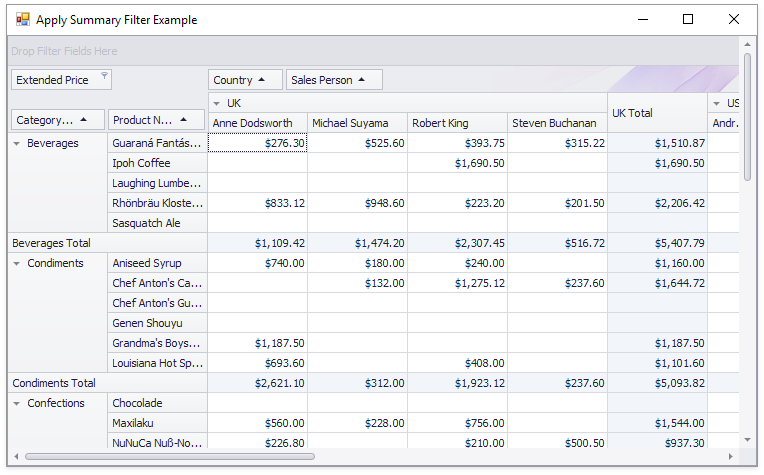 Apply Summary Filter Example
Drop Filter Fields Here
Extended Price Country Sales Person
UK US
Category... Product N... Anne Dodsworth Michael Suyama Robert King Steven Buchanan UK Total Andr.
Beverages Guaraná Fantás... $276.30 $525.60 $393.75 $315.22 $1,510.87
Ipoh Coffee $1,690.50 $1,690.50
Laughing Lumbe...
Rhönbräu Kloste... $833.12 $948.60 $223.20 $201.50 $2,206.42
Sasquatch Ale
Beverages Total $1,109.42 $1,474.20 $2,307.45 $516.72 $5,407.79
Condiments Aniseed Syrup $740.00 $180.00 $240.00 $1,160.00
Chef Anton's Ca... $132.00 $1,275.12 $237.60 $1,644.72
Chef Anton's Gu...
Genen Shouyu
Grandma's Boys... $1,187.50 $1,187.50
Louisiana Hot Sp... $693.60 $408.00 $1,101.60
Condiments Total $2,621.10 $312.00 $1,923.12 $237.60 $5,093.82
Confections Chocolade
Maxilaku $560.00 $228.00 $756.00 $1,544.00
NuNuCa Nuß-No... $226.80 $210.00 $500.50 $937.30